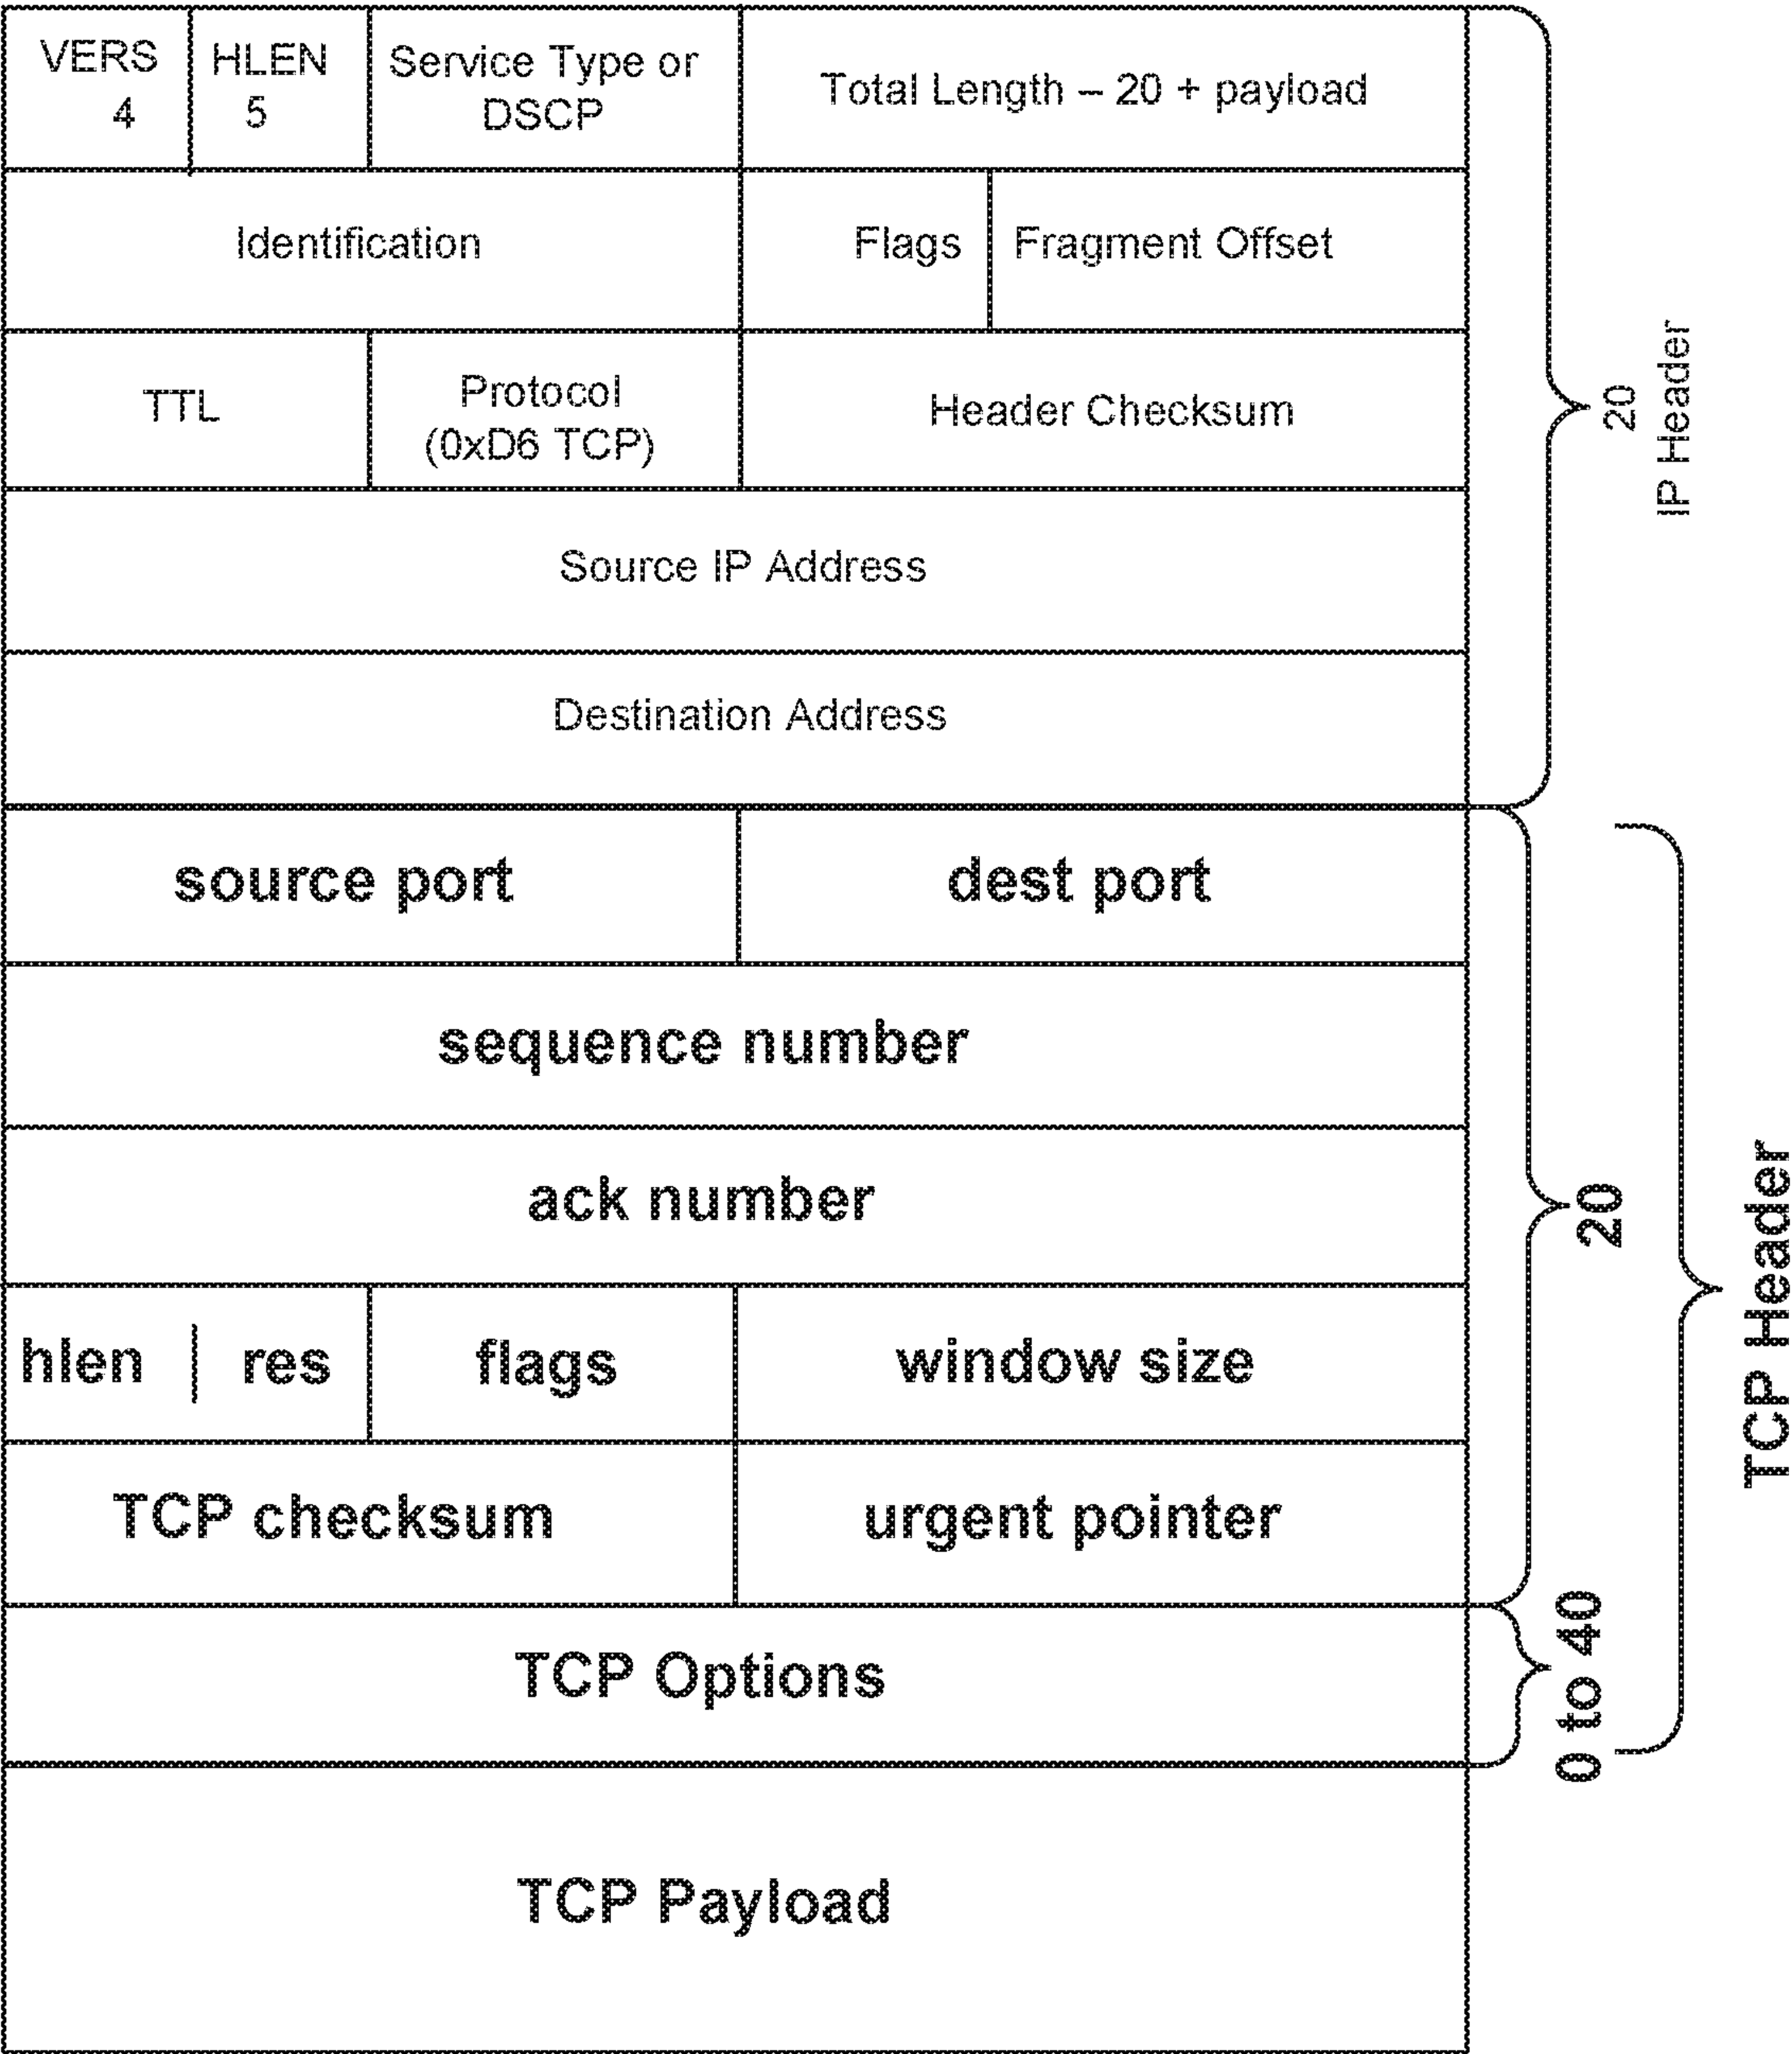 VERS
4
HLEN
5
Service Type or
DSCP
Total Length – 20 + payload
Identification
Flags
Fragment Offset
TTL
Protocol
(0xD6 TCP)
Header Checksum
Source IP Address
Destination Address
20
IP Header
source port
dest port
sequence number
ack number
hlen | res
flags
window size
TCP checksum
urgent pointer
20
TCP Options
0 to 40
TCP Header
TCP Payload